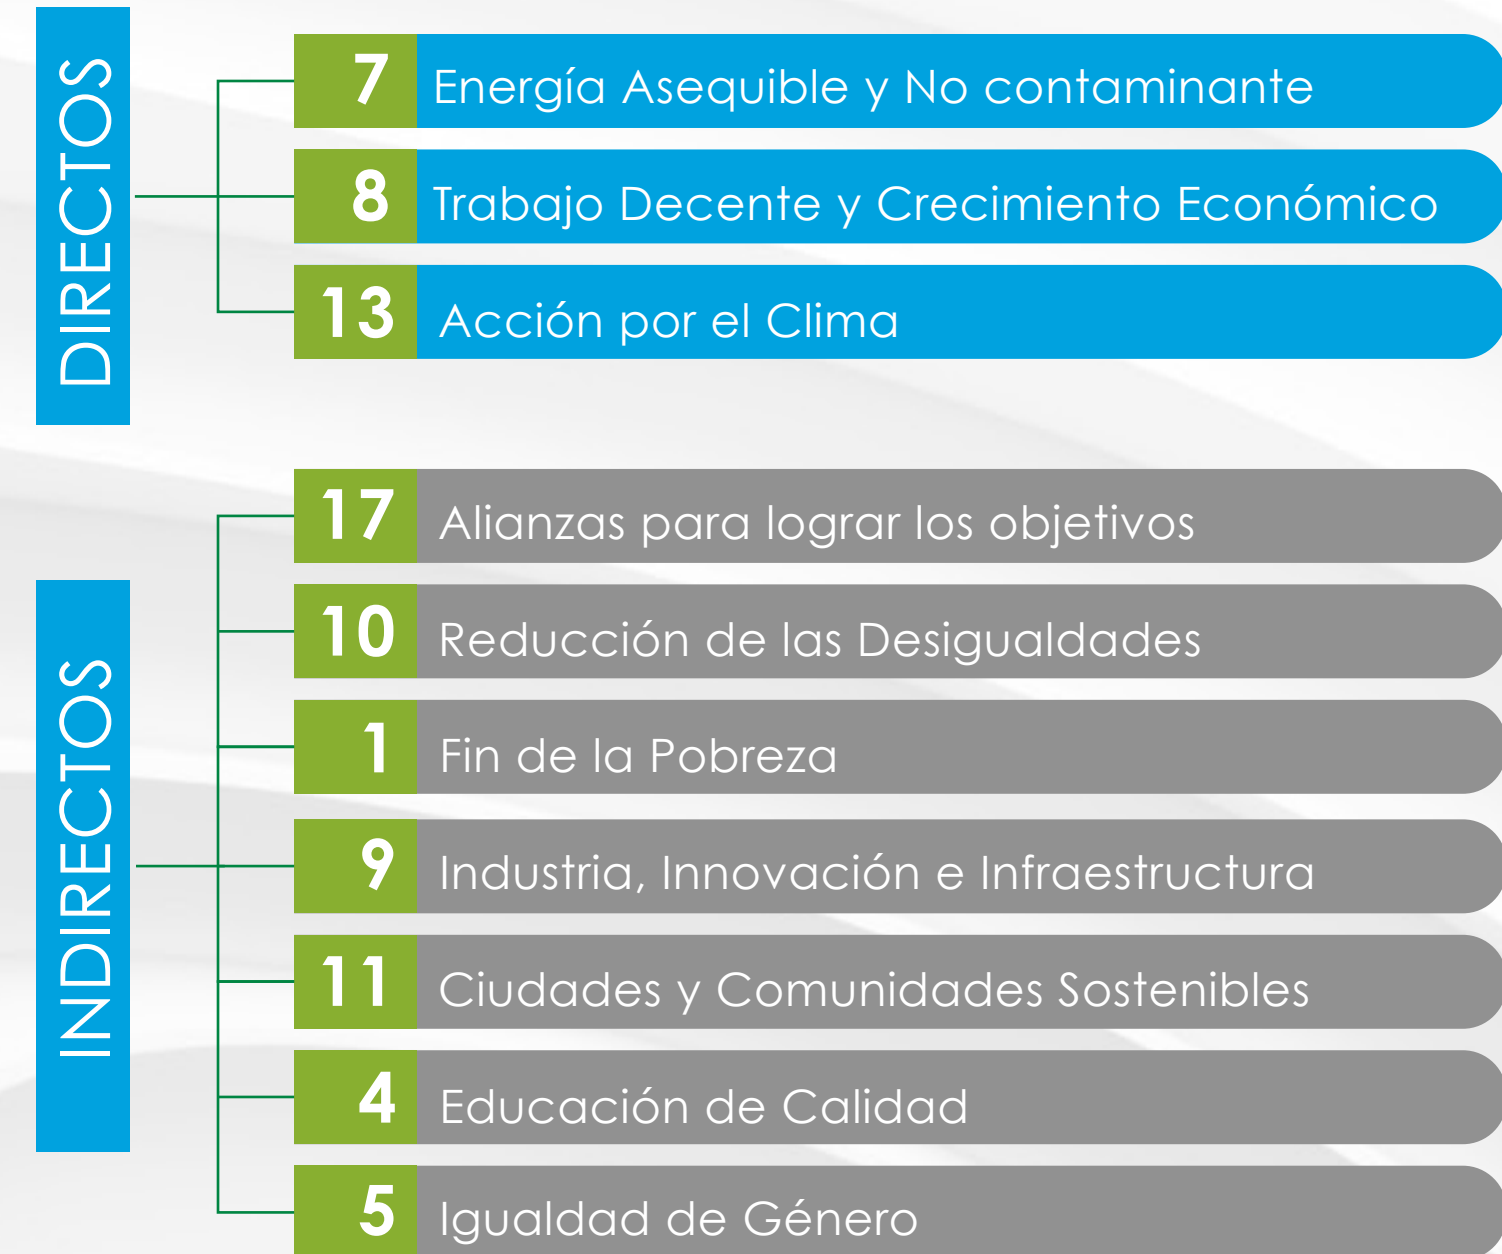 DIRECTOS
7 Energía Asequible y No contaminante
8 Trabajo Decente y Crecimiento Económico
13 Acción por el Clima
INDIRECTOS
17 Alianzas para lograr los objetivos
10 Reducción de las Desigualdades
1 Fin de la Pobreza
9 Industria, Innovación e Infraestructura
11 Ciudades y Comunidades Sostenibles
4 Educación de Calidad
5 Igualdad de Género